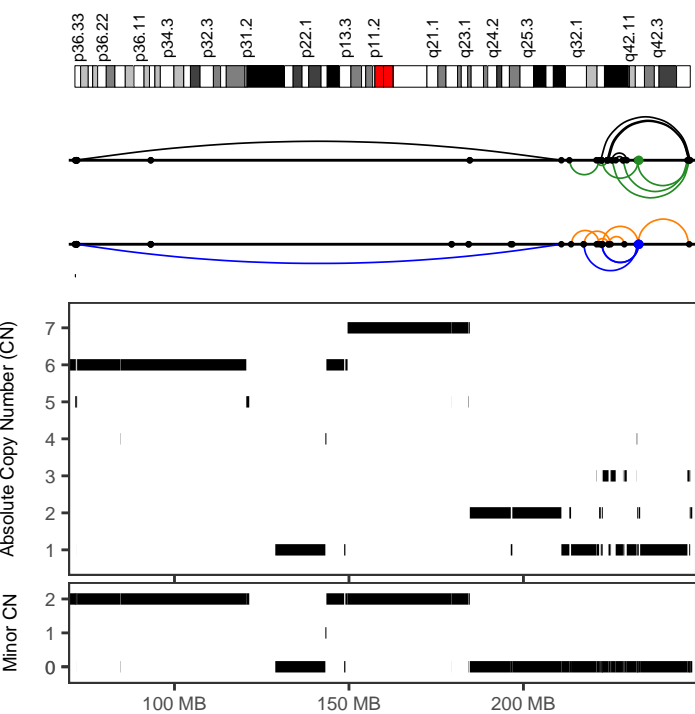 p36.33
p36.22
p36.11
p34.3
p32.3
p31.2
p22.1
p13.3
p11.2
q21.1
q23.1
q24.2
q25.3
q32.1
q42.11
q42.3
Absolute Copy Number (CN)
7
6
5
4
3
2
1
Minor CN
2
1
0
100 MB
150 MB
200 MB